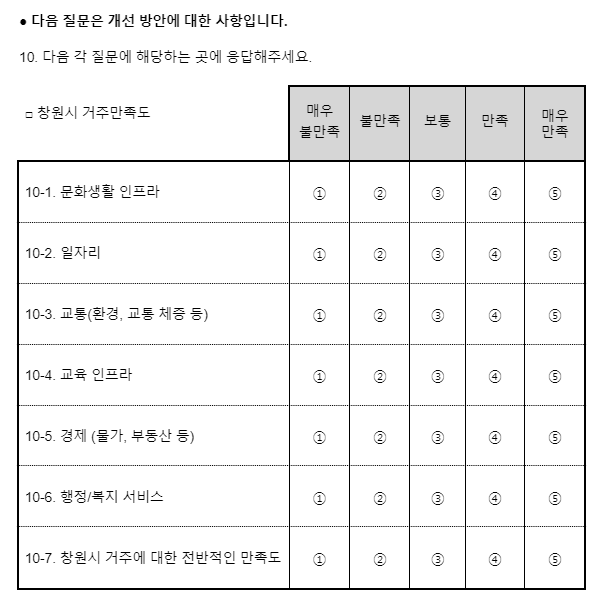 ● 다음 질문은 개선 방안에 대한 사항입니다.
10. 다음 각 질문에 해당하는 곳에 응답해주세요.
□ 창원시 거주만족도 매우 불만족 불만족 보통 만족 매우 만족
10-1. 문화생활 인프라 ① ② ③ ④ ⑤
10-2. 일자리 ① ② ③ ④ ⑤
10-3. 교통(환경, 교통 체증 등) ① ② ③ ④ ⑤
10-4. 교육 인프라 ① ② ③ ④ ⑤
10-5. 경제 (물가, 부동산 등) ① ② ③ ④ ⑤
10-6. 행정/복지 서비스 ① ② ③ ④ ⑤
10-7. 창원시 거주에 대한 전반적인 만족도 ① ② ③ ④ ⑤